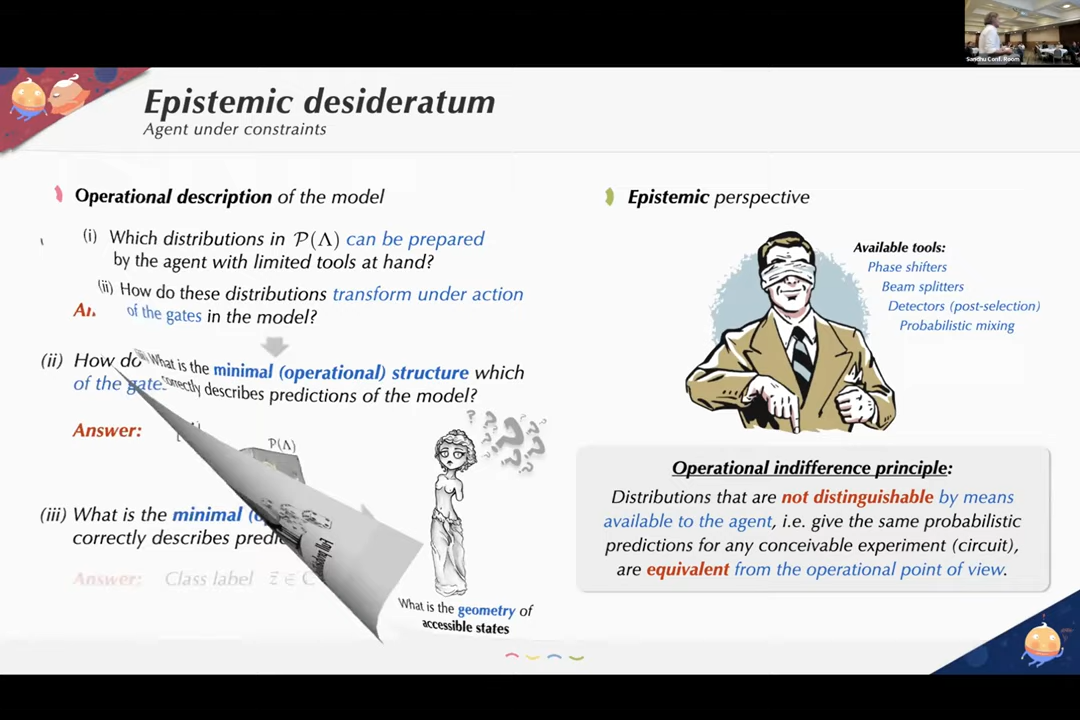 Sandhu Conf. Room
Epistemic desideratum
Agent under constraints
Operational description of the model
(i) Which distributions in P(Λ) can be prepared
by the agent with limited tools at hand?
(ii) How do these distributions transform under action
of the gates in the model?
(ii) How do
What is the minimal (operational) structure which
of the gate
correctly describes predictions of the model?
Answer:
P(Λ)
(iii) What is the minimal
correctly describes
Answer: Class label
What is the geometry of
accessible states
Epistemic perspective
Available tools:
Phase shifters
Beam splitters
Detectors (post-selection)
Probabilistic mixing
Operational indifference principle:
Distributions that are not distinguishable by means
available to the agent, i.e. give the same probabilistic
predictions for any conceivable experiment (circuit),
are equivalent from the operational point of view.